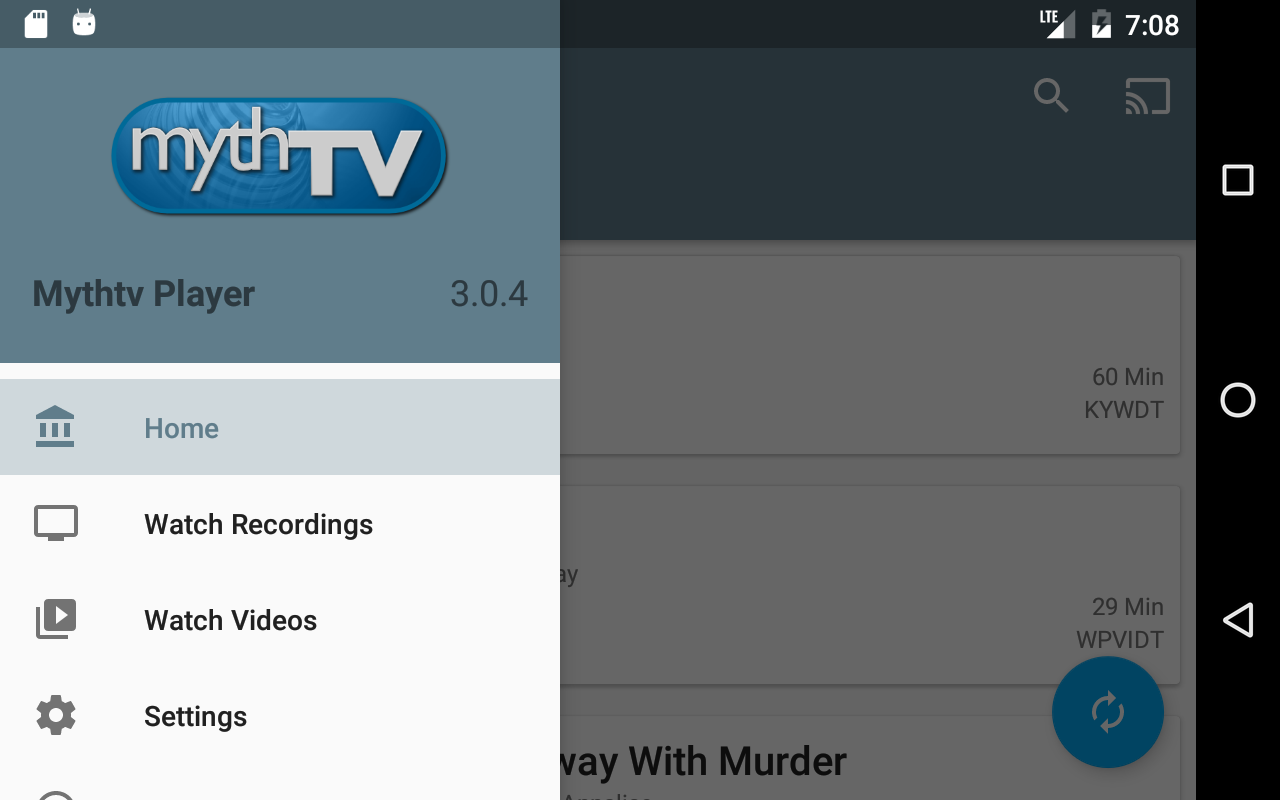 LTE 7:08
mythTV
Mythtv Player 3.0.4
Home
Watch Recordings
Watch Videos
Settings
60 Min
KYWDT
ay
29 Min
WPVIDT
way With Murder